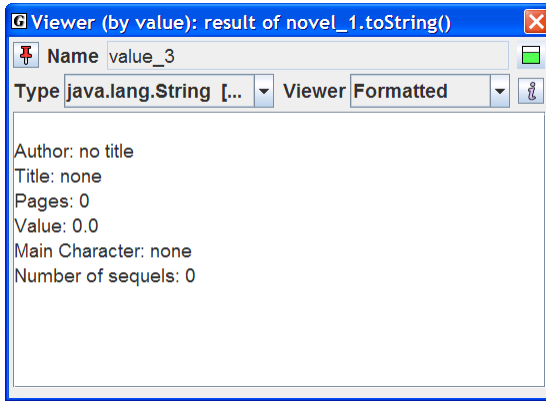 G Viewer (by value): result of novel_1.toString()
Name value_3
Type java.lang.String [... Viewer Formatted i
Author: no title
Title: none
Pages: 0
Value: 0.0
Main Character: none
Number of sequels: 0